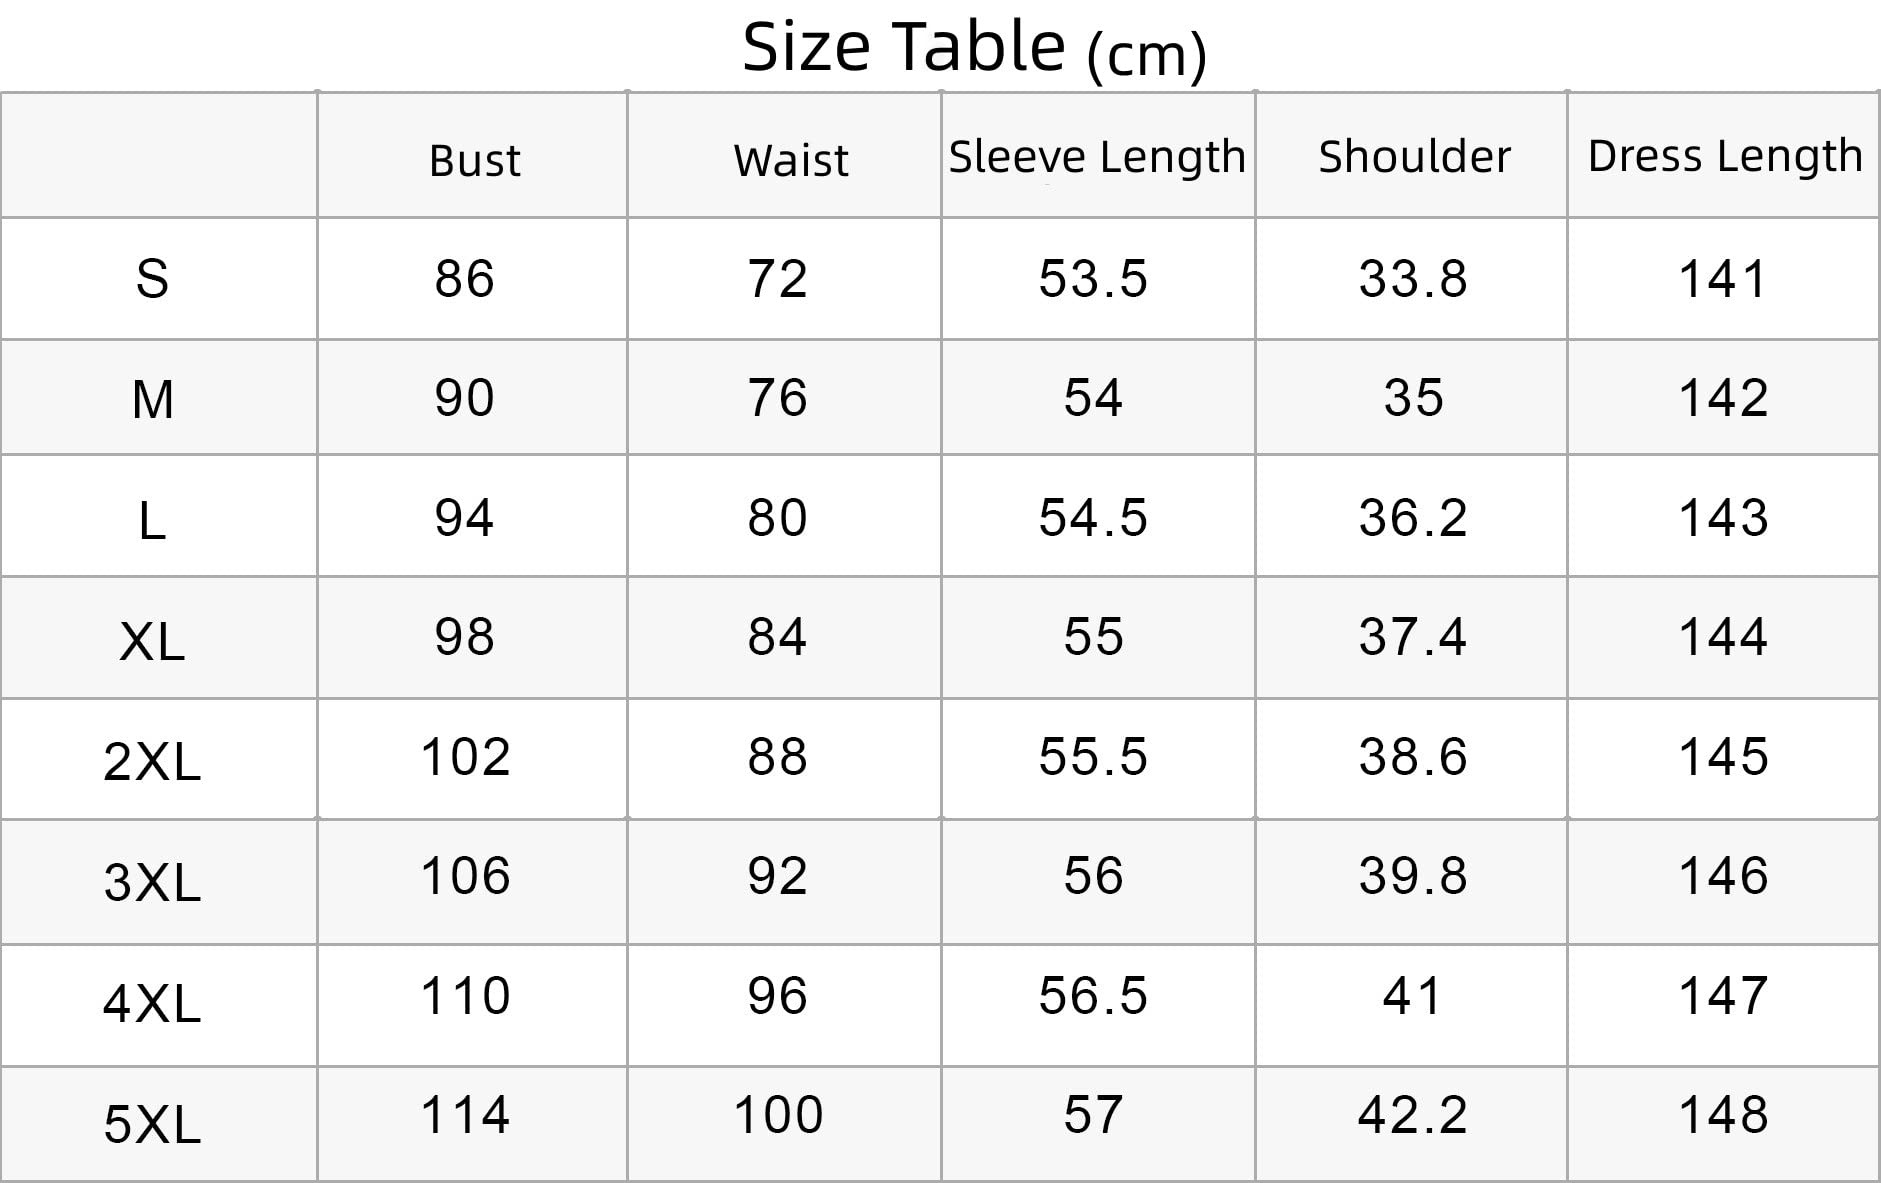 Size Table (cm)
Bust Waist Sleeve Length Shoulder Dress Length
S 86 72 53.5 33.8 141
M 90 76 54 35 142
L 94 80 54.5 36.2 143
XL 98 84 55 37.4 144
2XL 102 88 55.5 38.6 145
3XL 106 92 56 39.8 146
4XL 110 96 56.5 41 147
5XL 114 100 57 42.2 148